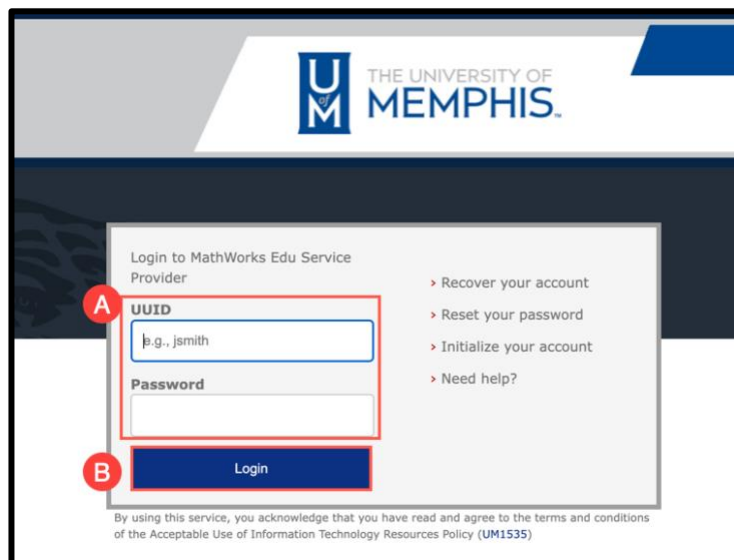 U
of
M
THE UNIVERSITY OF
MEMPHIS™
Login to MathWorks Edu Service
Provider
A
UUID
e.g., jsmith
Password
B
Login
› Recover your account
› Reset your password
› Initialize your account
› Need help?
By using this service, you acknowledge that you have read and agree to the terms and conditions
of the Acceptable Use of Information Technology Resources Policy (UM1535)